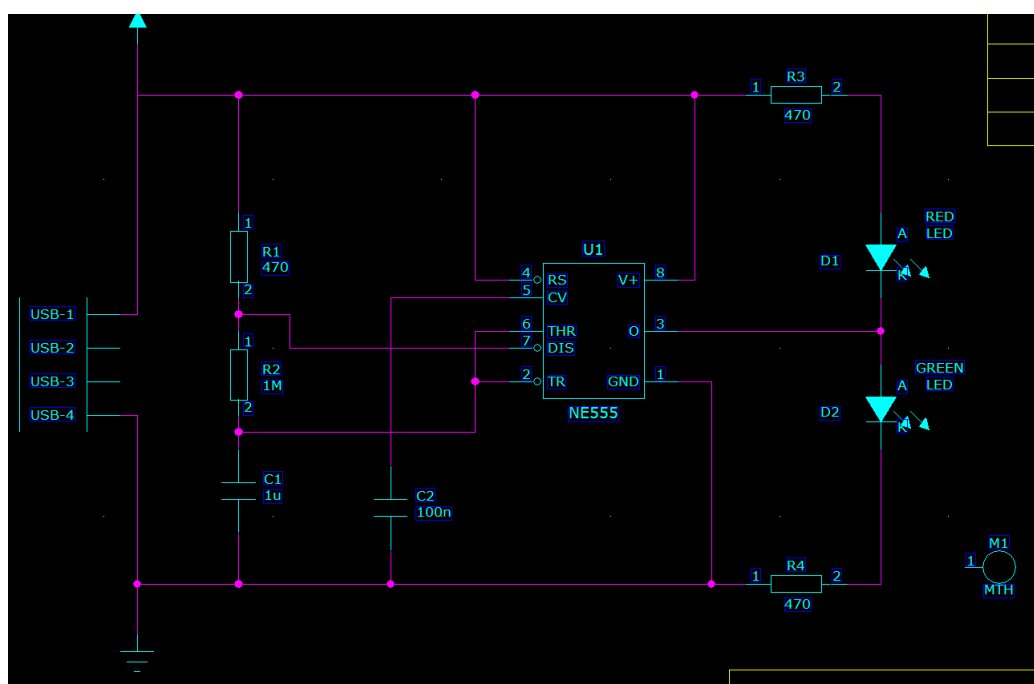 R3
1
2
470
1
R1
470
2
USB-1
USB-2
USB-3
USB-4
1
R2
1M
2
C1
1u
C2
100n
U1
4
RS
V+
8
5
CV
6
THR
O
3
7
DIS
2
TR
GND
1
NE555
RED
LED
A
D1
K
GREEN
LED
A
D2
K
R4
1
2
470
M1
1
MTH